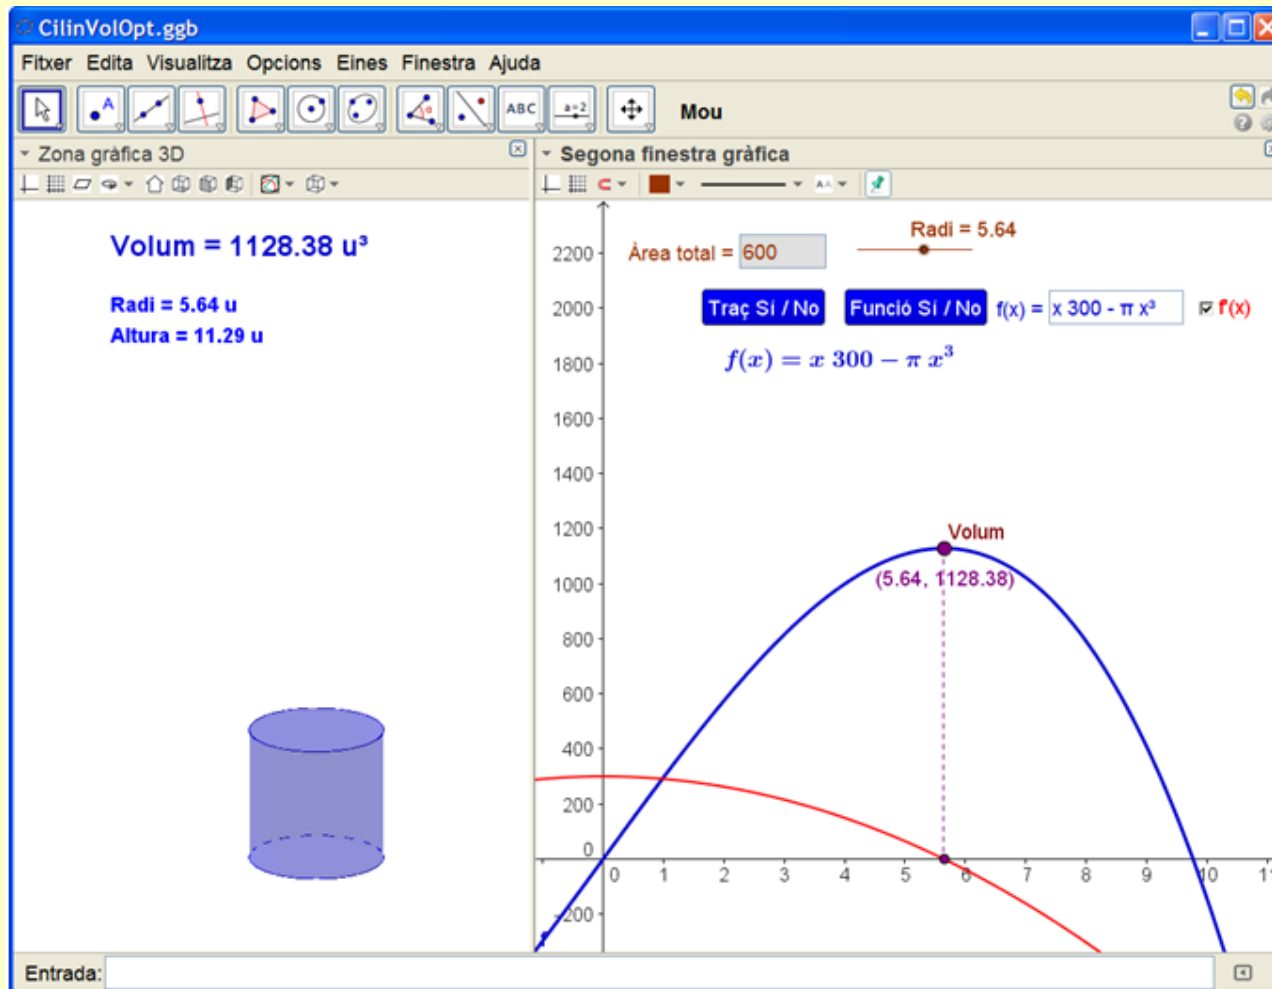 CilinVolOpt.ggb
Fitxer Edita Visualitza Opcions Eines Finestra Ajuda
A
α
ABC
a=2
Mou
Zona gràfica 3D
Segona finestra gràfica
AA
Volum = 1128.38 u³
Radi = 5.64 u
Altura = 11.29 u
Àrea total = 600
Radi = 5.64
Traç Sí / No
Funció Sí / No
f(x) = x 300 - π x³
f'(x)
f(x) = x 300 − π x³
2200
2000
1800
1600
1400
1200
1000
800
600
400
200
0
-200
Volum
(5.64, 1128.38)
0 1 2 3 4 5 6 7 8 9 10 11
Entrada: